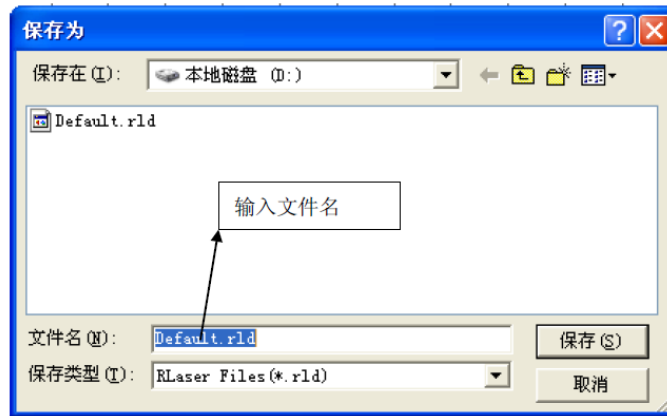 保存为
保存在(I): 本地磁盘 (D:)
Default.rld
输入文件名
文件名(N): Default.rld 保存(S)
保存类型(T): RLaser Files(*.rld) 取消